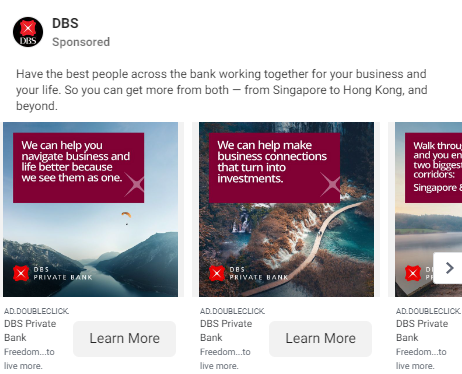 DBS
Sponsored
Have the best people across the bank working together for your business and
your life. So you can get more from both — from Singapore to Hong Kong, and
beyond.
We can help you
navigate business and
life better because
we see them as one.
DBS
PRIVATE BANK
AD.DOUBLECLICK.
DBS Private
Bank
Freedom...to
live more.
Learn More
We can help make
business connections
that turn into
investments.
DBS
PRIVATE BANK
AD.DOUBLECLICK.
DBS Private
Bank
Freedom...to
live more.
Learn More
Walk throu
and you en
two biggest
corridors:
Singapore &
AD.DOUBLECLICK.
DBS Private
Bank
Freedom...to
live more.